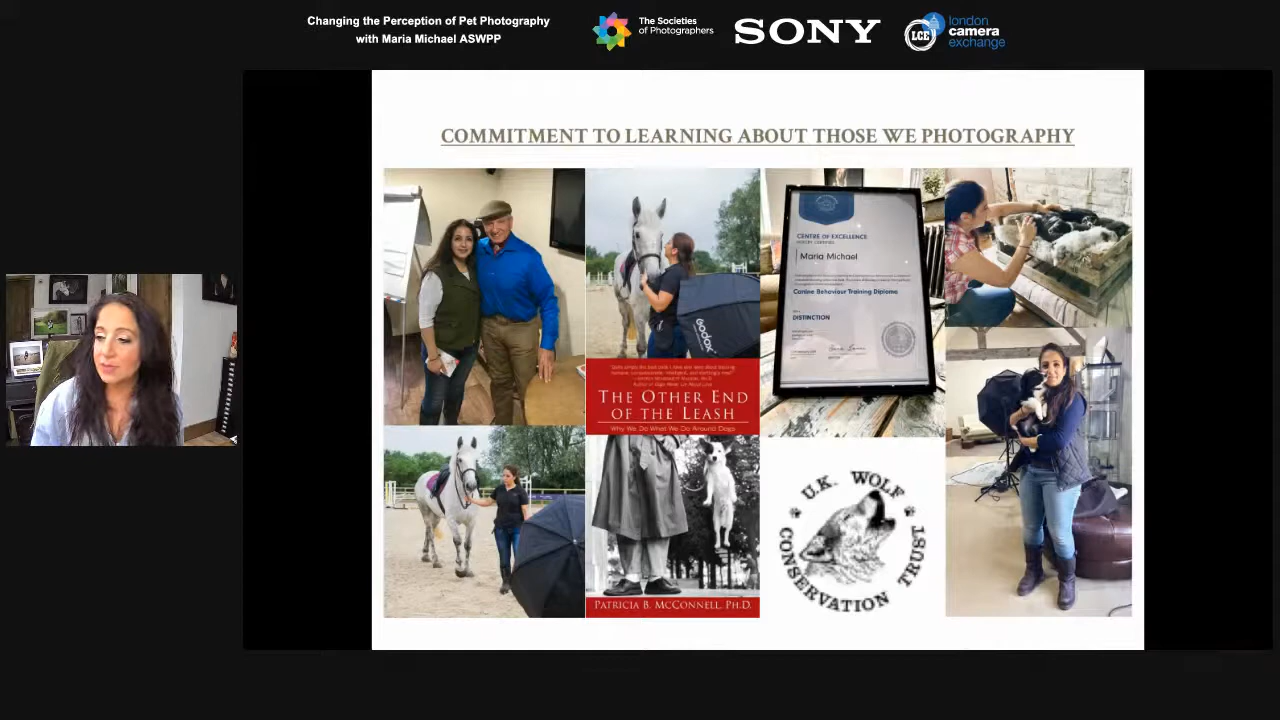 Changing the Perception of Pet Photography
with Maria Michael ASWPP
The Societies
of Photographers
SONY
LCE
london
camera
exchange
COMMITMENT TO LEARNING ABOUT THOSE WE PHOTOGRAPHY
Godox
CENTRE OF EXCELLENCE
Maria Michael
Canine Behaviour Training Diploma
DISTINCTION
THE OTHER END
OF THE LEASH
Why We Do What We Do Around Dogs
PATRICIA B. MCCONNELL, PH.D.
U.K. WOLF
CONSERVATION TRUST